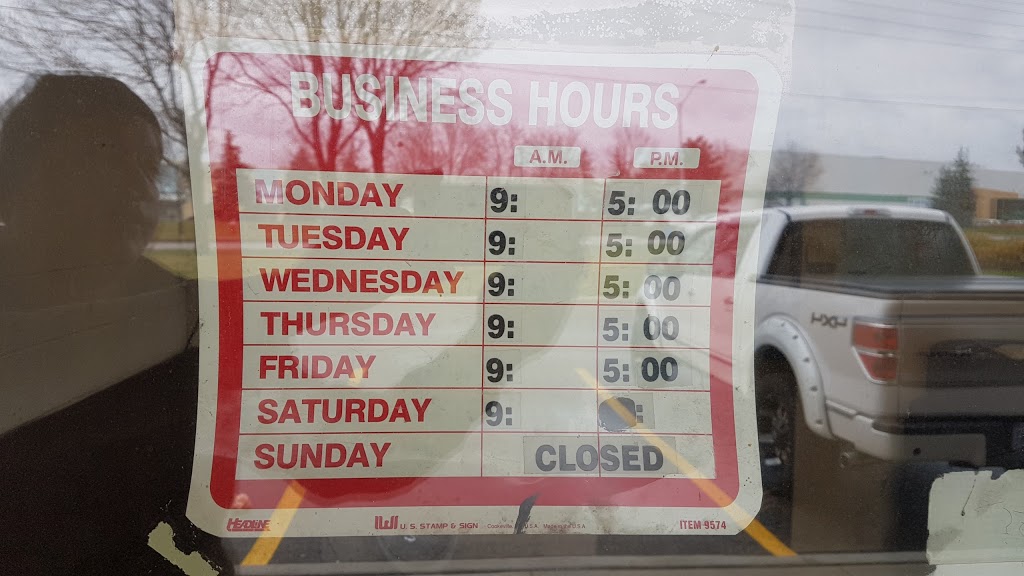 BUSINESS HOURS
A.M. P.M.
MONDAY 9: 5: 00
TUESDAY 9: 5: 00
WEDNESDAY 9: 5: 00
THURSDAY 9: 5: 00
FRIDAY 9: 5: 00
SATURDAY 9: :
SUNDAY CLOSED
HEADLINE U.S. STAMP & SIGN Cookeville, U.S.A. ITEM 9574